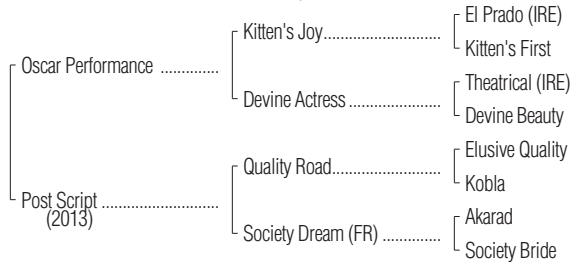 El Prado (IRE)
Kitten's Joy..........................
Kitten's First
Oscar Performance ..............
Theatrical (IRE)
Devine Actress ......................
Devine Beauty
Elusive Quality
Quality Road.........................
Kobla
Post Script ............................
(2013)
Akarad
Society Dream (FR) ..............
Society Bride